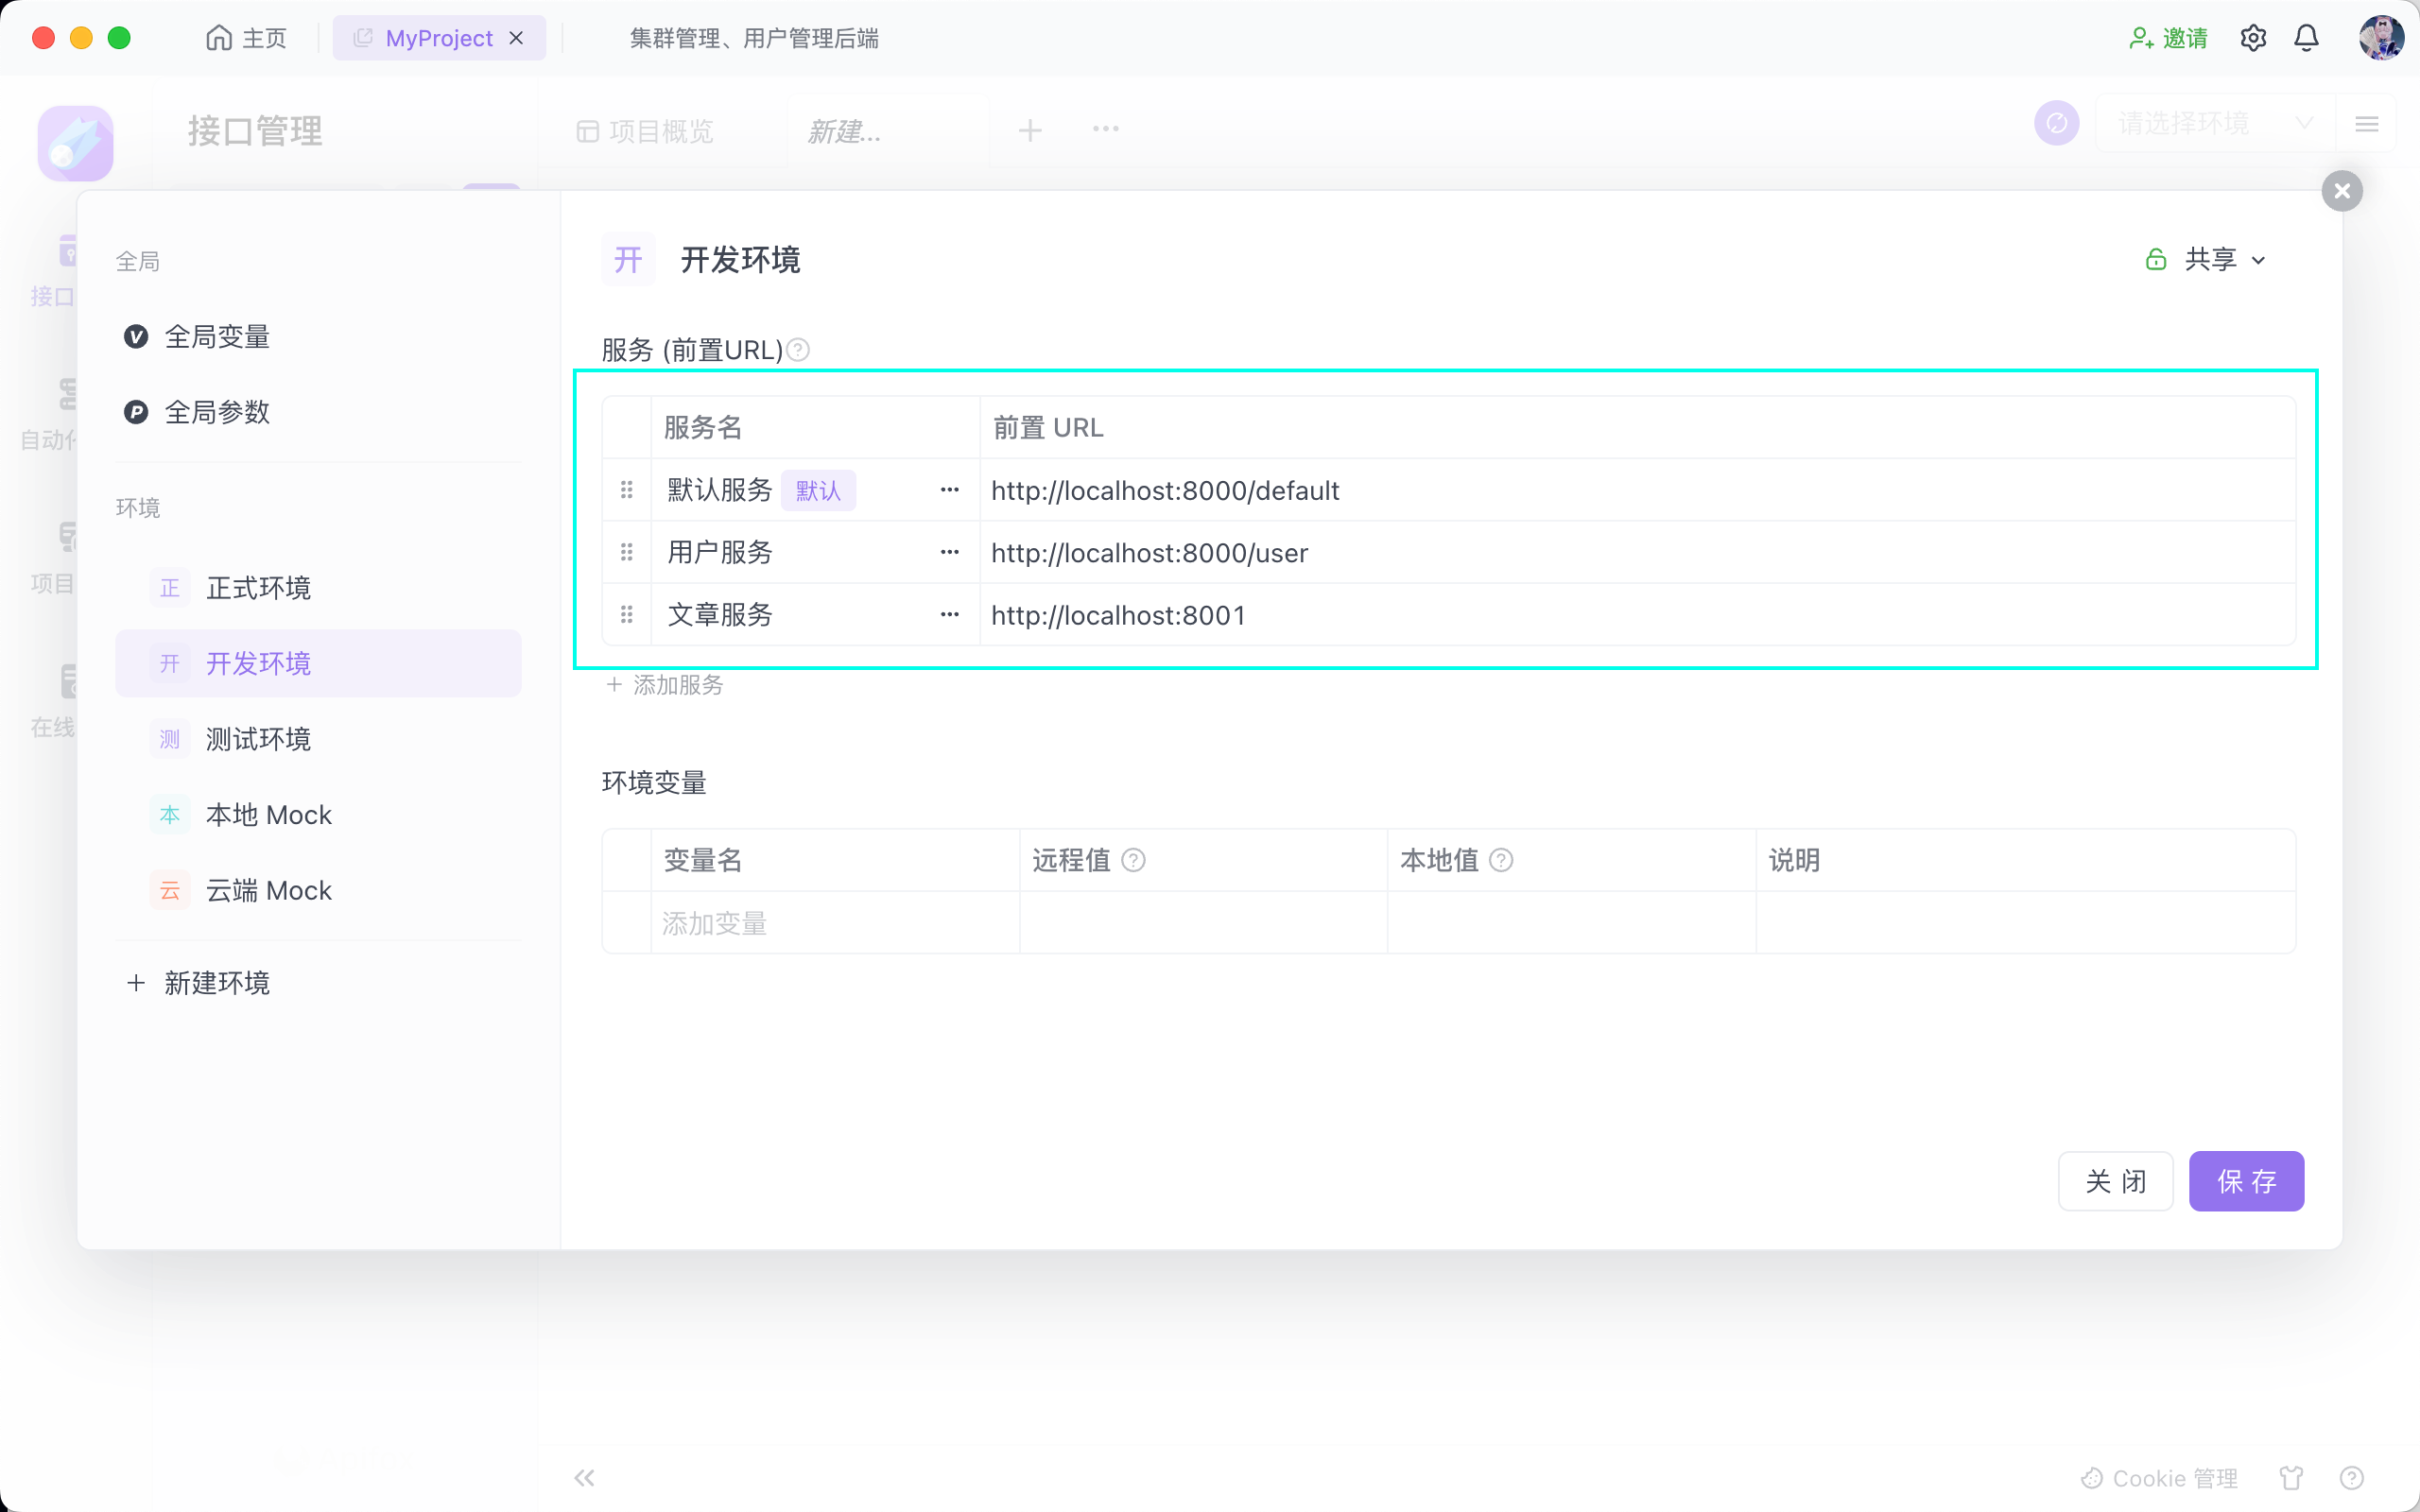 主页
MyProject
集群管理、用户管理后端
邀请
接口管理
项目概览
新建...
请选择环境
接口
自动化
项目
在线
全局
全局变量
全局参数
环境
正 正式环境
开 开发环境
测 测试环境
本 本地 Mock
云 云端 Mock
新建环境
开 开发环境
共享
服务 (前置URL)
服务名 前置 URL
默认服务 默认 http://localhost:8000/default
用户服务 http://localhost:8000/user
文章服务 http://localhost:8001
添加服务
环境变量
变量名 远程值 本地值 说明
添加变量
关 闭
保 存
Cookie 管理